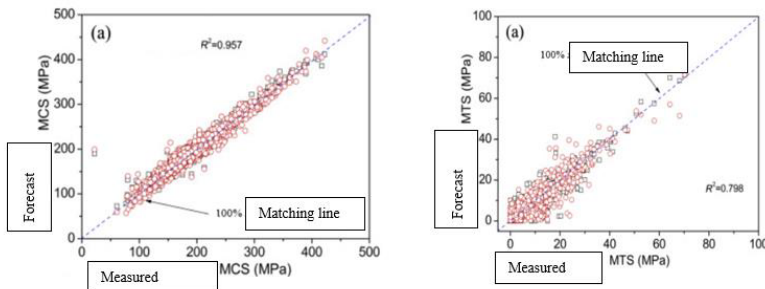 (a)
R²=0.957
500
400
300
200
100
0
MCS (MPa)
Forecast
100%
Matching line
0 100 200 300 400 500
Measured
MCS (MPa)
(a)
100%
Matching line
R²=0.798
100
80
60
40
20
0
MTS (MPa)
Forecast
0 20 40 60 80 100
Measured
MTS (MPa)